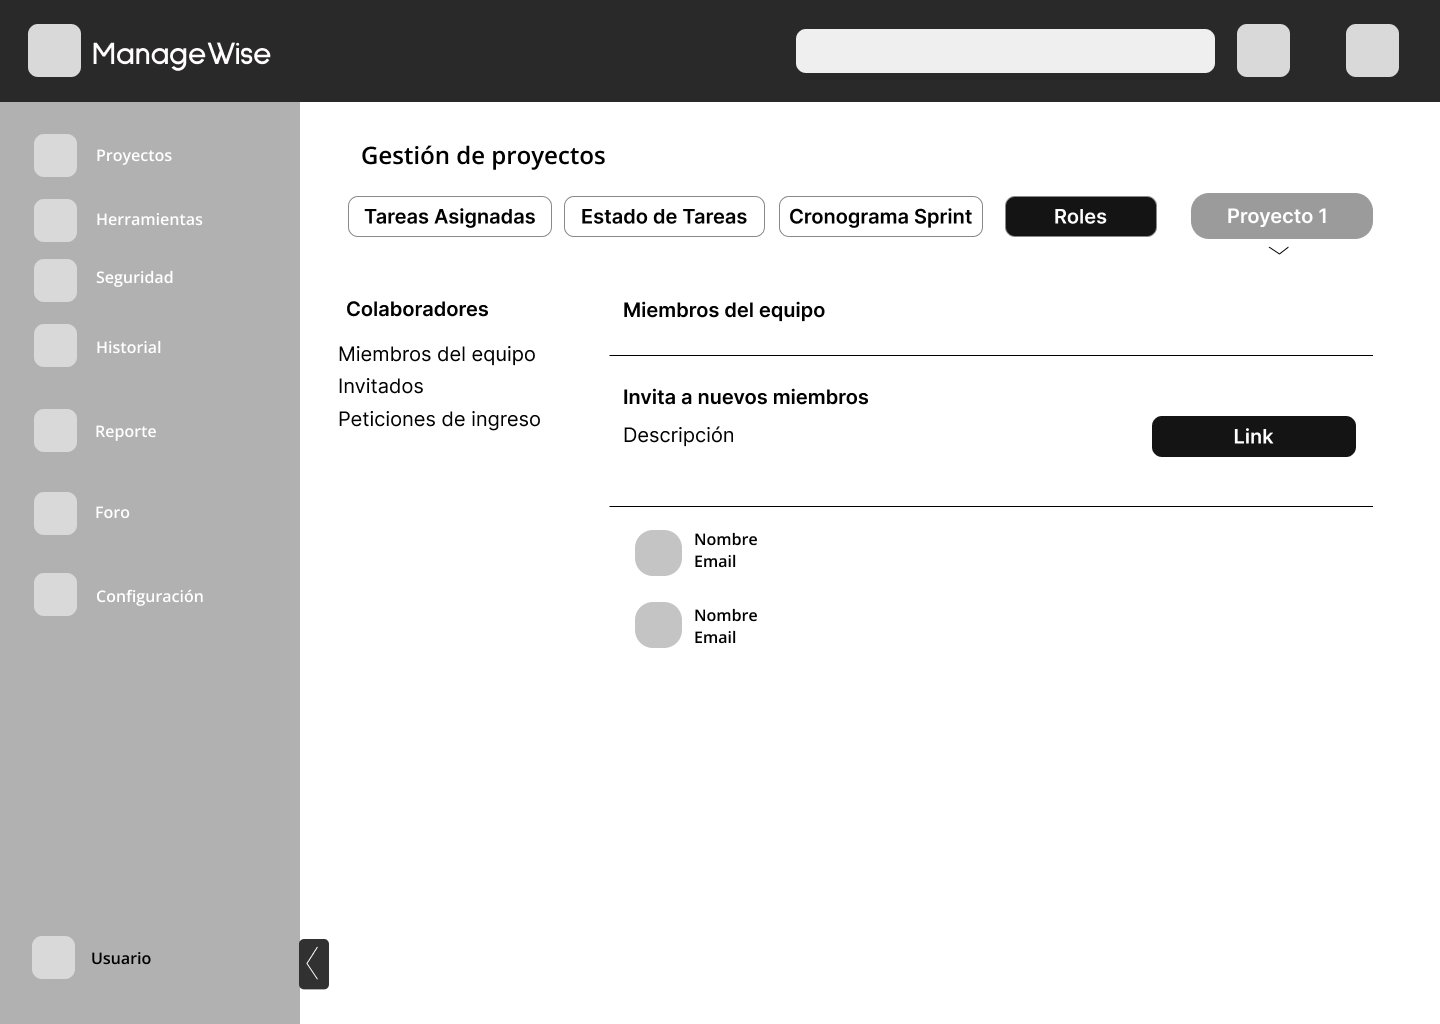 ManageWise
Proyectos
Herramientas
Seguridad
Historial
Reporte
Foro
Configuración
Usuario
Gestión de proyectos
Tareas Asignadas
Estado de Tareas
Cronograma Sprint
Roles
Proyecto 1
Colaboradores
Miembros del equipo
Invitados
Peticiones de ingreso
Miembros del equipo
Invita a nuevos miembros
Descripción
Link
Nombre
Email
Nombre
Email